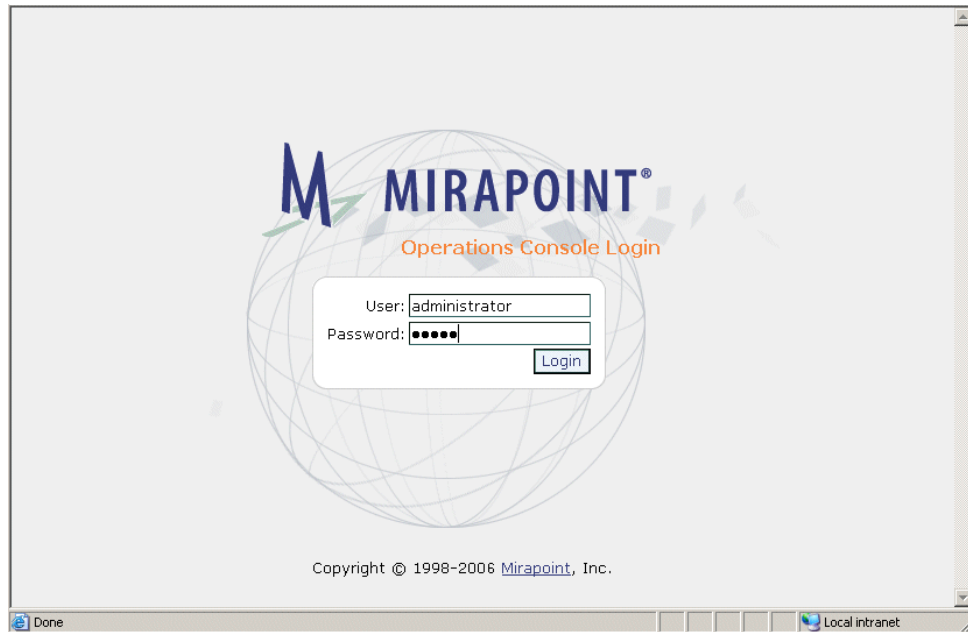 MIRAPOINT®
Operations Console Login
User: administrator
Password: •••••
Login
Copyright © 1998-2006 Mirapoint, Inc.
Done Local intranet